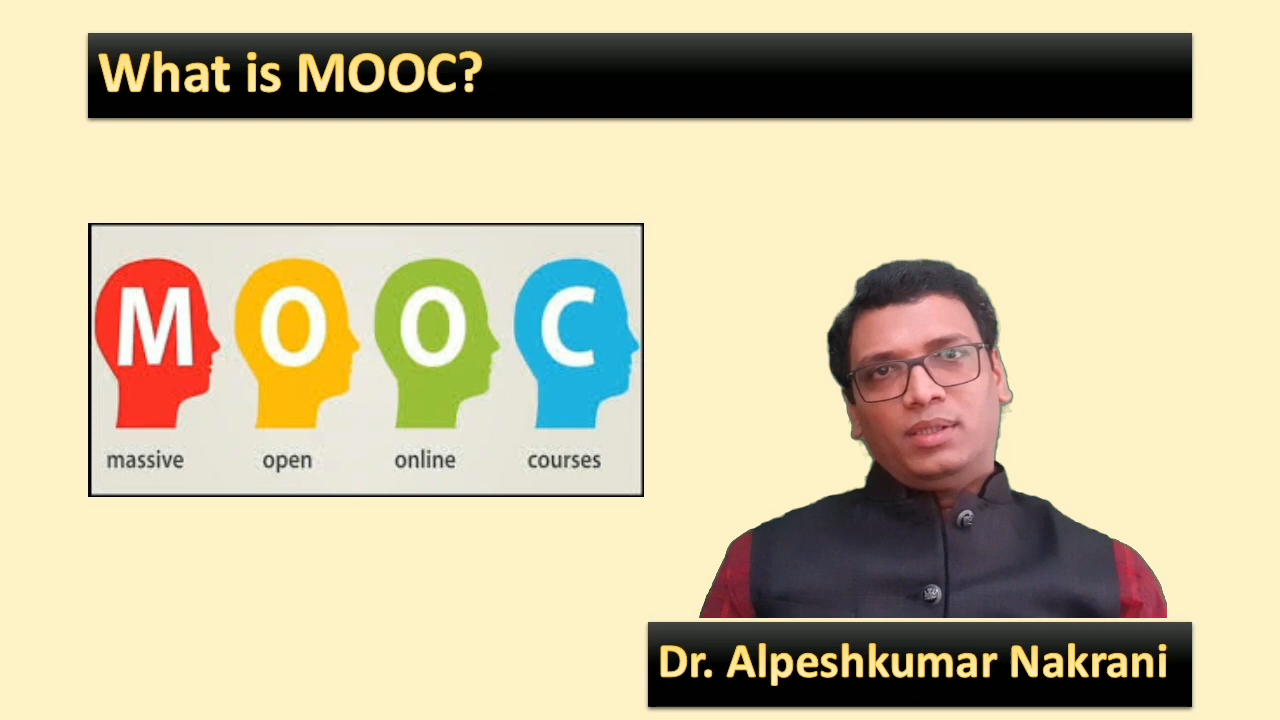 What is MOOC?
M O O C
massive open online courses
Dr. Alpeshkumar Nakrani